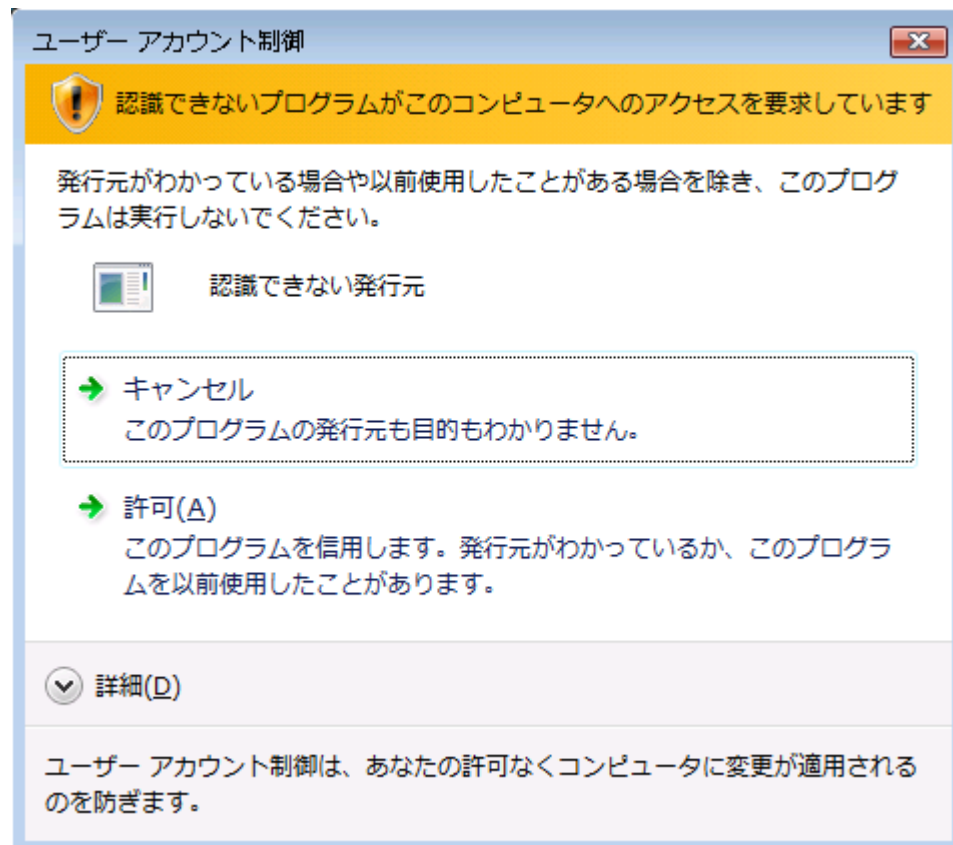 ユーザー アカウント制御
認識できないプログラムがこのコンピュータへのアクセスを要求しています
発行元がわかっている場合や以前使用したことがある場合を除き、このプログ
ラムは実行しないでください。
認識できない発行元
キャンセル
このプログラムの発行元も目的もわかりません。
許可(A)
このプログラムを信用します。発行元がわかっているか、このプログラ
ムを以前使用したことがあります。
詳細(D)
ユーザー アカウント制御は、あなたの許可なくコンピュータに変更が適用される
のを防ぎます。